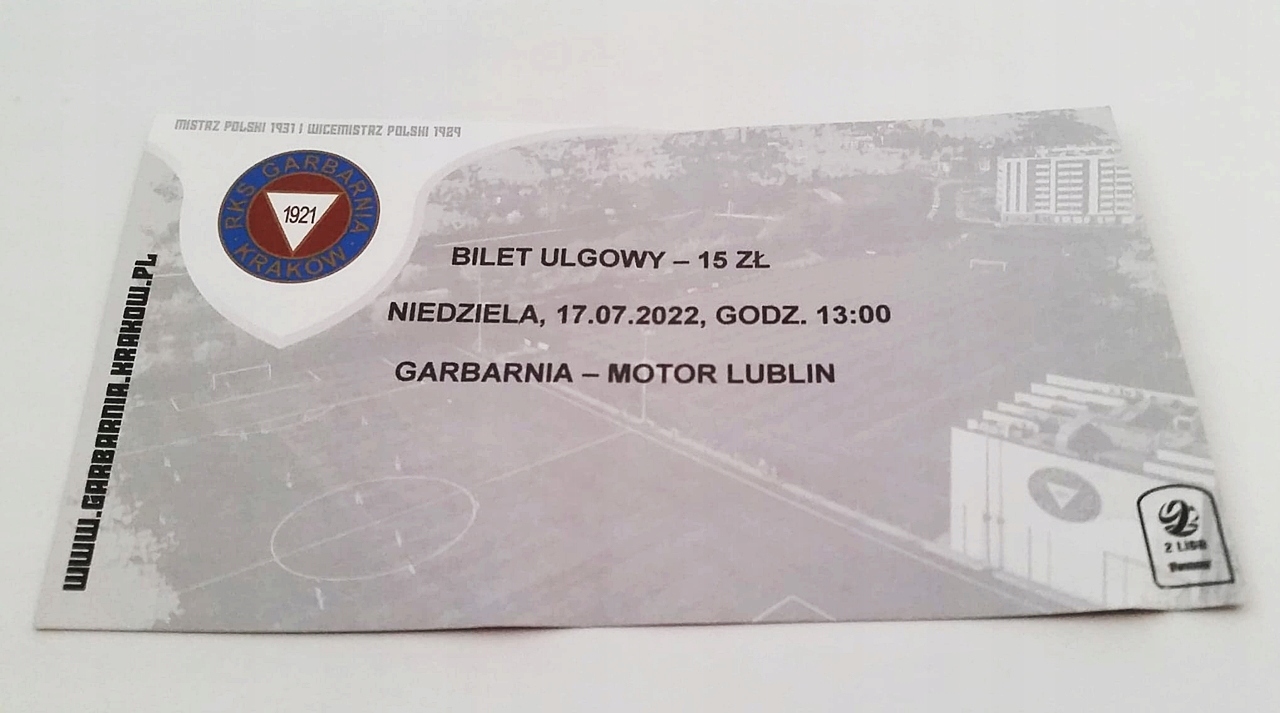 MISTRZ POLSKI 1931 I WICEMISTRZ POLSKI 1929
RKS GARBARNIA
KRAKÓW
1921
BILET ULGOWY – 15 ZŁ
NIEDZIELA, 17.07.2022, GODZ. 13:00
GARBARNIA – MOTOR LUBLIN
WWW.GARBARNIA.KRAKOW.PL
2 LIGA